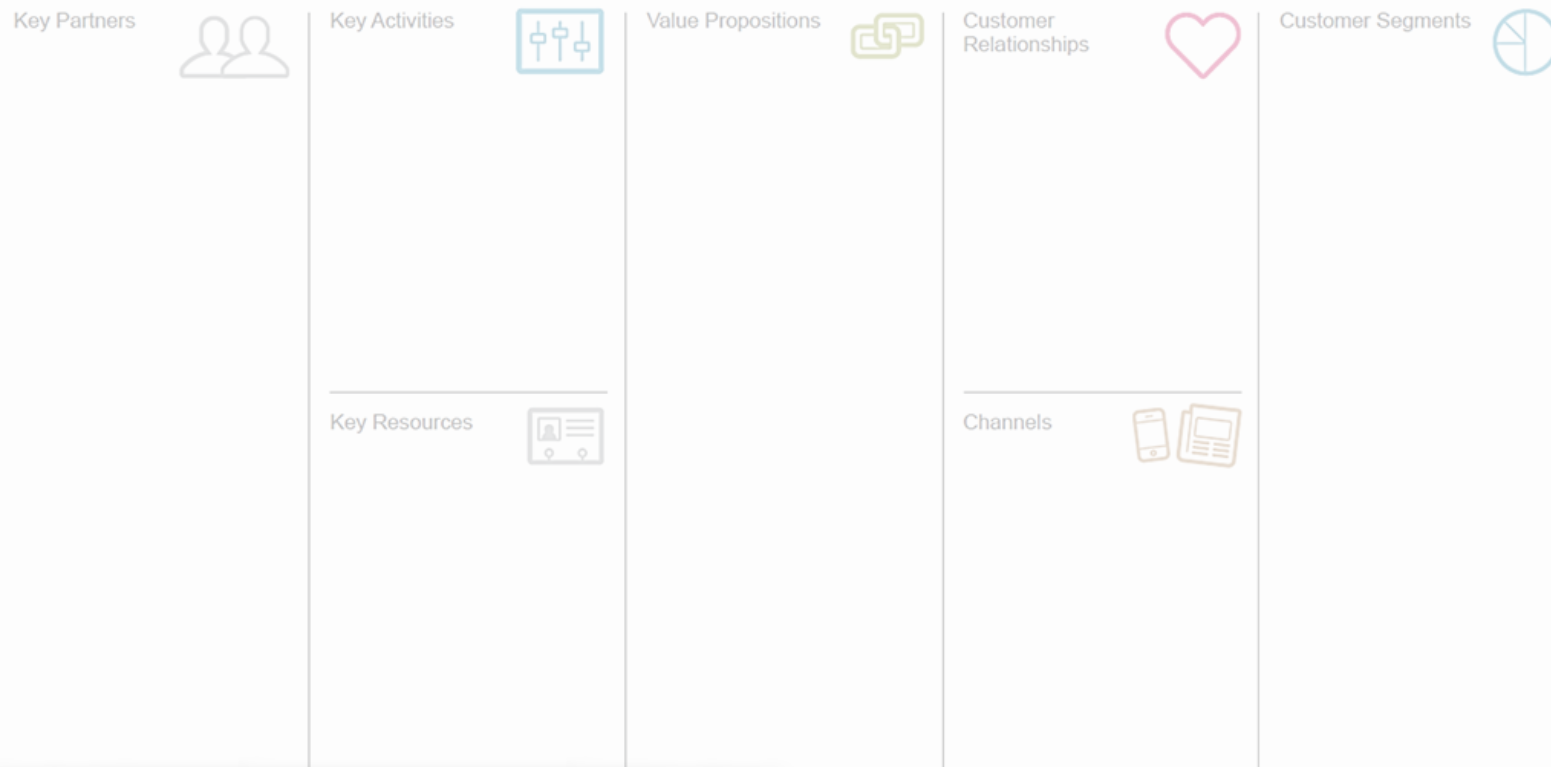 Key Partners
Key Activities
Value Propositions
Customer
Relationships
Customer Segments
Key Resources
Channels